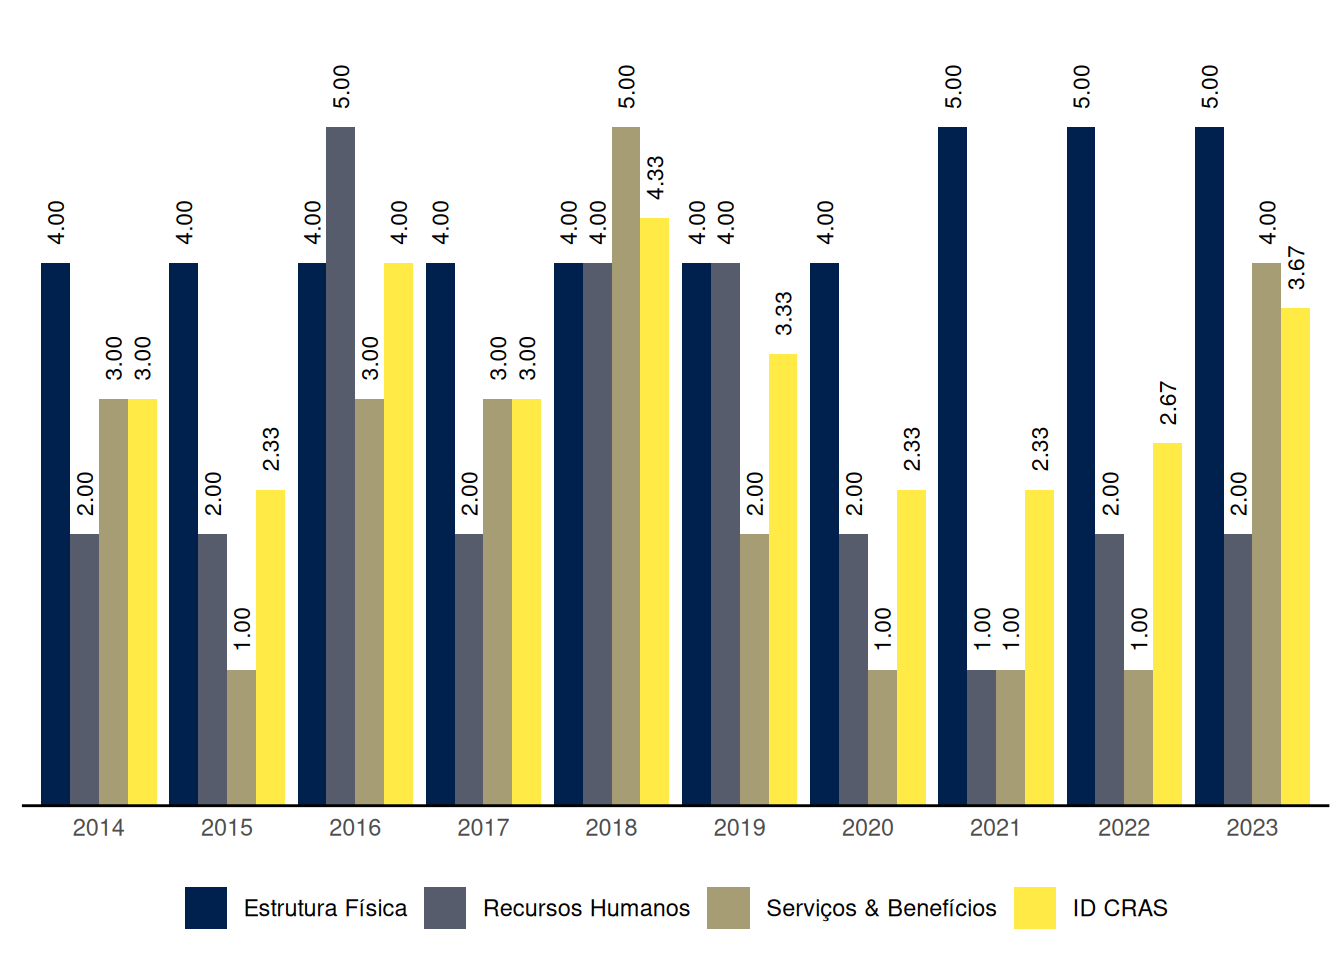 4.00 2.00 3.00 3.00
4.00 2.00 1.00 2.33
4.00 5.00 3.00 4.00
4.00 2.00 3.00 3.00
4.00 4.00 5.00 4.33
4.00 4.00 2.00 3.33
4.00 2.00 1.00 2.33
5.00 1.00 1.00 2.33
5.00 2.00 1.00 2.67
5.00 2.00 4.00 3.67
2014 2015 2016 2017 2018 2019 2020 2021 2022 2023
Estrutura Física Recursos Humanos Serviços & Benefícios ID CRAS